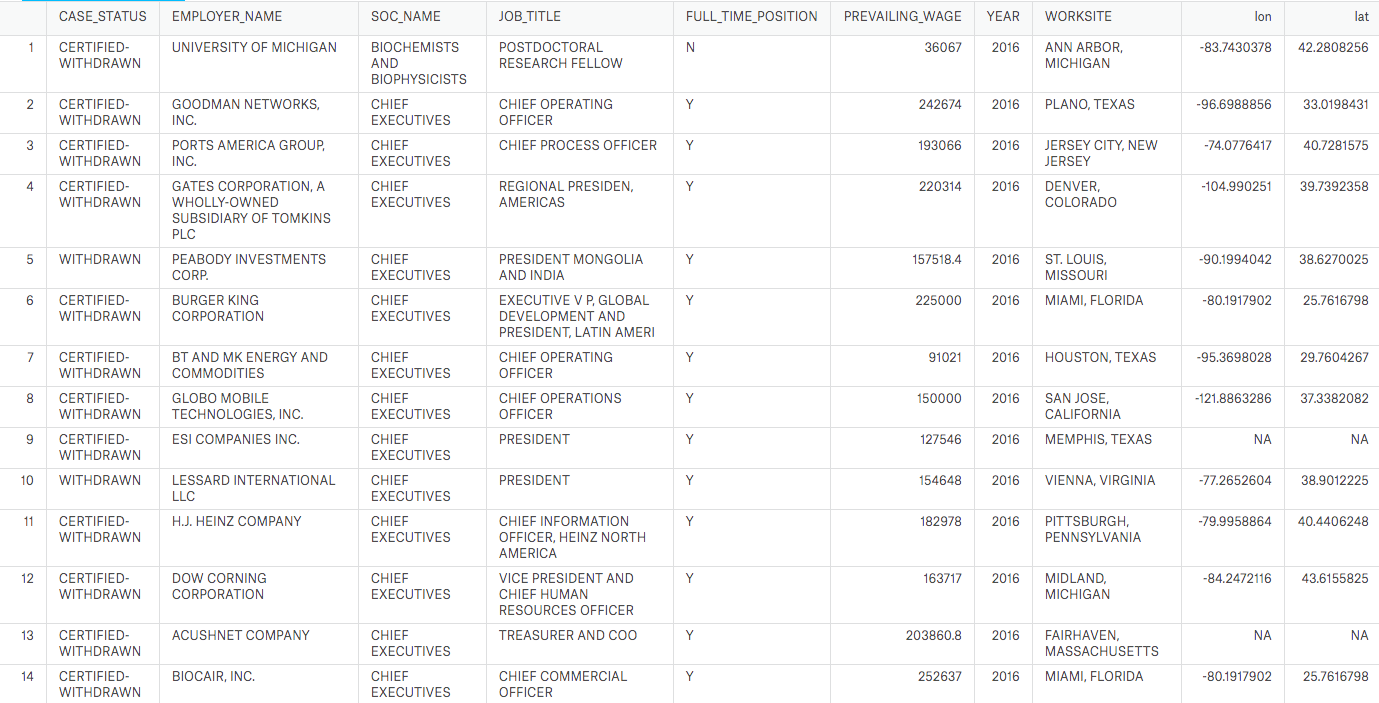 CASE_STATUS EMPLOYER_NAME SOC_NAME JOB_TITLE FULL_TIME_POSITION PREVAILING_WAGE YEAR WORKSITE lon lat
1 CERTIFIED- UNIVERSITY OF MICHIGAN BIOCHEMISTS POSTDOCTORAL N 36067 2016 ANN ARBOR, -83.7430378 42.2808256
WITHDRAWN AND RESEARCH FELLOW MICHIGAN
BIOPHYSICISTS
2 CERTIFIED- GOODMAN NETWORKS, CHIEF CHIEF OPERATING Y 242674 2016 PLANO, TEXAS -96.6988856 33.0198431
WITHDRAWN INC. EXECUTIVES OFFICER
3 CERTIFIED- PORTS AMERICA GROUP, CHIEF CHIEF PROCESS OFFICER Y 193066 2016 JERSEY CITY, NEW -74.0776417 40.7281575
WITHDRAWN INC. EXECUTIVES JERSEY
4 CERTIFIED- GATES CORPORATION, A CHIEF REGIONAL PRESIDEN, Y 220314 2016 DENVER, -104.990251 39.7392358
WITHDRAWN WHOLLY-OWNED EXECUTIVES AMERICAS COLORADO
SUBSIDIARY OF TOMKINS
PLC
5 WITHDRAWN PEABODY INVESTMENTS CHIEF PRESIDENT MONGOLIA Y 157518.4 2016 ST. LOUIS, -90.1994042 38.6270025
CORP. EXECUTIVES AND INDIA MISSOURI
6 CERTIFIED- BURGER KING CHIEF EXECUTIVE V P, GLOBAL Y 225000 2016 MIAMI, FLORIDA -80.1917902 25.7616798
WITHDRAWN CORPORATION EXECUTIVES DEVELOPMENT AND
PRESIDENT, LATIN AMERI
7 CERTIFIED- BT AND MK ENERGY AND CHIEF CHIEF OPERATING Y 91021 2016 HOUSTON, TEXAS -95.3698028 29.7604267
WITHDRAWN COMMODITIES EXECUTIVES OFFICER
8 CERTIFIED- GLOBO MOBILE CHIEF CHIEF OPERATIONS Y 150000 2016 SAN JOSE, -121.8863286 37.3382082
WITHDRAWN TECHNOLOGIES, INC. EXECUTIVES OFFICER CALIFORNIA
9 CERTIFIED- ESI COMPANIES INC. CHIEF PRESIDENT Y 127546 2016 MEMPHIS, TEXAS NA NA
WITHDRAWN EXECUTIVES
10 WITHDRAWN LESSARD INTERNATIONAL CHIEF PRESIDENT Y 154648 2016 VIENNA, VIRGINIA -77.2652604 38.9012225
LLC EXECUTIVES
11 CERTIFIED- H.J. HEINZ COMPANY CHIEF CHIEF INFORMATION Y 182978 2016 PITTSBURGH, -79.9958864 40.4406248
WITHDRAWN EXECUTIVES OFFICER, HEINZ NORTH PENNSYLVANIA
AMERICA
12 CERTIFIED- DOW CORNING CHIEF VICE PRESIDENT AND Y 163717 2016 MIDLAND, -84.2472116 43.6155825
WITHDRAWN CORPORATION EXECUTIVES CHIEF HUMAN MICHIGAN
RESOURCES OFFICER
13 CERTIFIED- ACUSHNET COMPANY CHIEF TREASURER AND COO Y 203860.8 2016 FAIRHAVEN, NA NA
WITHDRAWN EXECUTIVES MASSACHUSETTS
14 CERTIFIED- BIOCAIR, INC. CHIEF CHIEF COMMERCIAL Y 252637 2016 MIAMI, FLORIDA -80.1917902 25.7616798
WITHDRAWN EXECUTIVES OFFICER